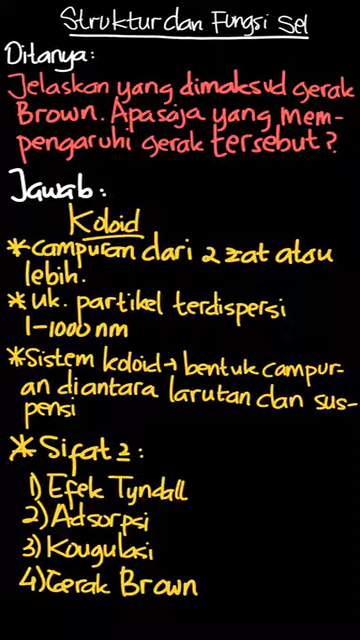 Struktur dan Fungsi Sel
Ditanya:
Jelaskan yang dimaksud gerak
Brown. Apa saja yang mem-
pengaruhi gerak tersebut?
Jawab:
Koloid
*campuran dari 2 zat atau
lebih.
*uk. partikel terdispersi
1-1000 nm
*Sistem koloid→bentuk campur-
an diantara larutan dan sus-
pensi
*Sifat2:
1) Efek Tyndall
2) Adsorpsi
3) Kougulasi
4) Gerak Brown